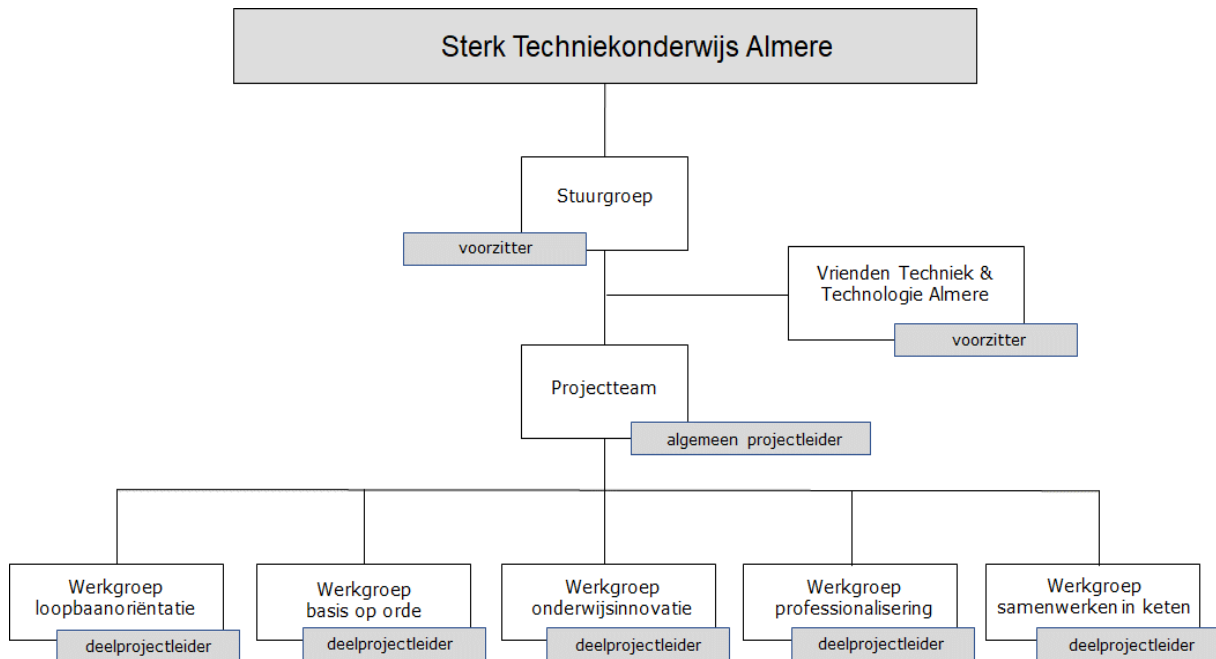 Sterk Techniekonderwijs Almere
Stuurgroep
voorzitter
Vrienden Techniek &
Technologie Almere
voorzitter
Projectteam
algemeen projectleider
Werkgroep
loopbaanoriëntatie
deelprojectleider
Werkgroep
basis op orde
deelprojectleider
Werkgroep
onderwijsinnovatie
deelprojectleider
Werkgroep
professionalisering
deelprojectleider
Werkgroep
samenwerken in keten
deelprojectleider